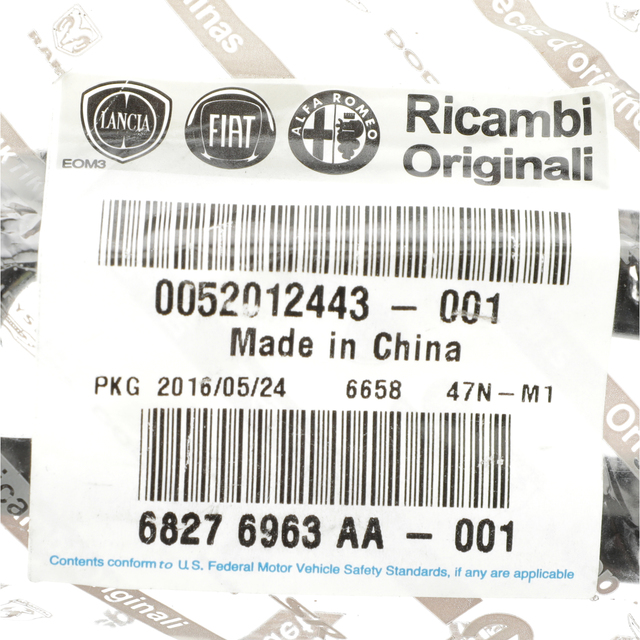 LANCIA FIAT ALFA ROMEO Ricambi
Originali
EOM3
0052012443 - 001
Made in China
PKG 2016/05/24 6658 47N-M1
6827 6963 AA - 001
Contents conform to U.S. Federal Motor Vehicle Safety Standards, if any are applicable
iginali